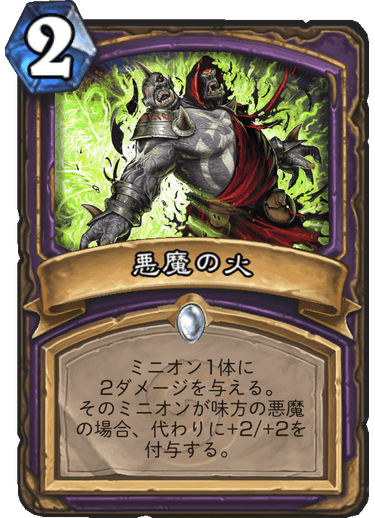 2
悪魔の火
ミニオン1体に
2ダメージを与える。
そのミニオンが味方の悪魔
の場合、代わりに+2/+2を
付与する。